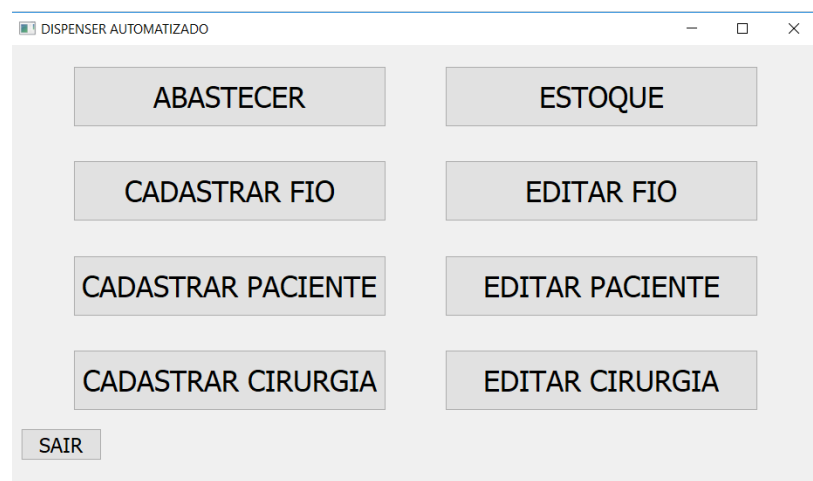 DISPENSER AUTOMATIZADO
ABASTECER
ESTOQUE
CADASTRAR FIO
EDITAR FIO
CADASTRAR PACIENTE
EDITAR PACIENTE
CADASTRAR CIRURGIA
EDITAR CIRURGIA
SAIR